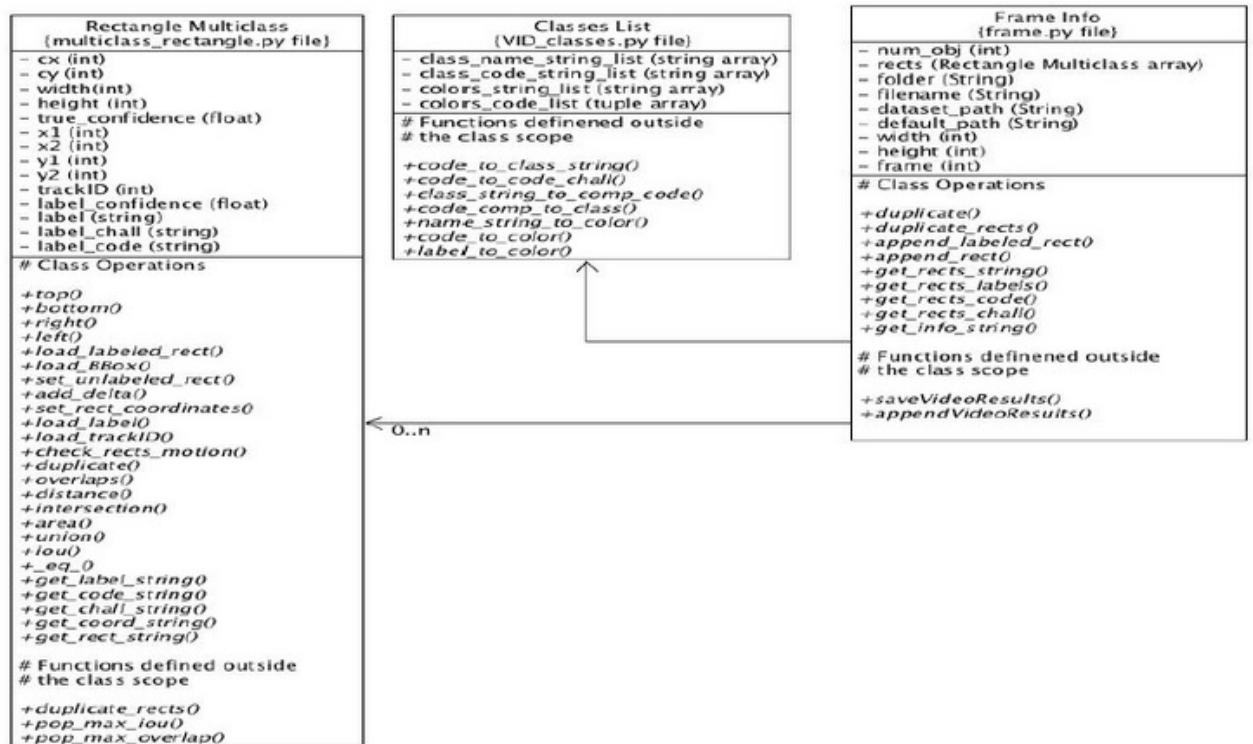 Rectangle Multiclass
{multiclass_rectangle.py file}
- cx (int)
- cy (int)
- width(int)
- height (int)
- true_confidence (float)
- x1 (int)
- x2 (int)
- y1 (int)
- y2 (int)
- trackID (int)
- label_confidence (float)
- label (string)
- label_chall (string)
- label_code (string)
# Class Operations
+top()
+bottom()
+right()
+left()
+load_labeled_rect()
+load_BBox()
+set_unlabeled_rect()
+add_delta()
+set_rect_coordinates()
+load_label()
+load_trackID()
+check_rects_motion()
+duplicate()
+overlaps()
+distance()
+intersection()
+area()
+union()
+iou()
+_eq_()
+get_label_string()
+get_code_string()
+get_chall_string()
+get_coord_string()
+get_rect_string()
# Functions defined outside
# the class scope
+duplicate_rects()
+pop_max_iou()
+pop_max_overlap()
Classes List
{VID_classes.py file}
- class_name_string_list (string array)
- class_code_string_list (string array)
- colors_string_list (string array)
- colors_code_list (tuple array)
# Functions definened outside
# the class scope
+code_to_class_string()
+code_to_code_chall()
+class_string_to_comp_code()
+code_comp_to_class()
+name_string_to_color()
+code_to_color()
+label_to_color()
0..n
Frame Info
{frame.py file}
- num_obj (int)
- rects (Rectangle Multiclass array)
- folder (String)
- filename (String)
- dataset_path (String)
- default_path (String)
- width (int)
- height (int)
- frame (int)
# Class Operations
+duplicate()
+duplicate_rects()
+append_labeled_rect()
+append_rect()
+get_rects_string()
+get_rects_labels()
+get_rects_code()
+get_rects_chall()
+get_info_string()
# Functions definened outside
# the class scope
+saveVideoResults()
+appendVideoResults()